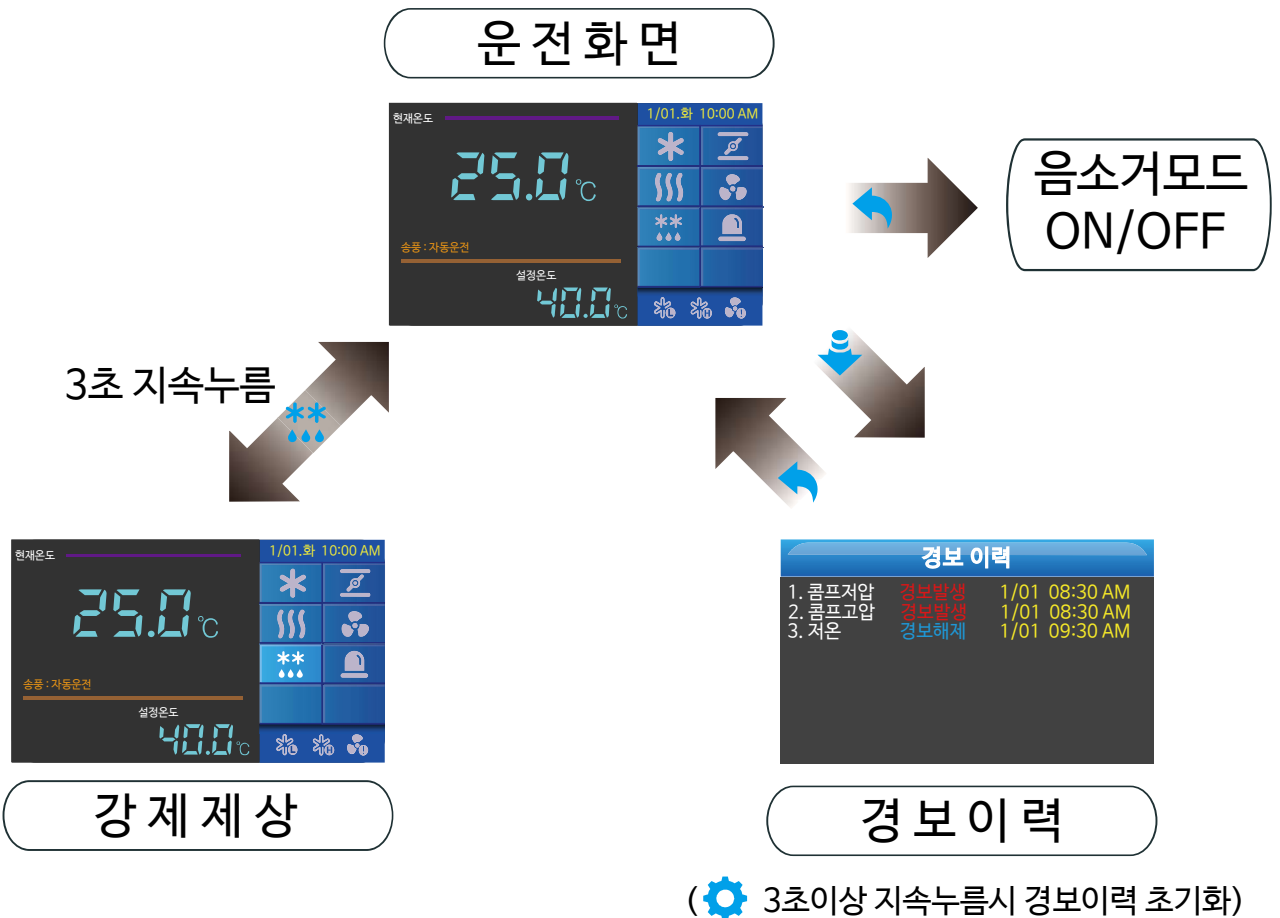 운전화면
현재온도
1/01.화 10:00 AM
25.0℃
송풍 : 자동운전
설정온도
40.0℃
L H
음소거모드
ON/OFF
3초 지속누름
현재온도
1/01.화 10:00 AM
25.0℃
송풍 : 자동운전
설정온도
40.0℃
L H
강제제상
경보 이력
1. 콤프저압 경보발생 1/01 08:30 AM
2. 콤프고압 경보발생 1/01 08:30 AM
3. 저온 경보해제 1/01 09:30 AM
경보이력
( 3초이상 지속누름시 경보이력 초기화)